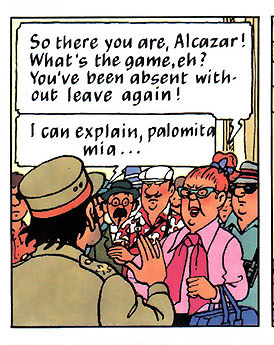 So there you are, Alcazar!
What's the game,eh?
You've been absent with-
out leave again!
I can explain, palomita
mia...